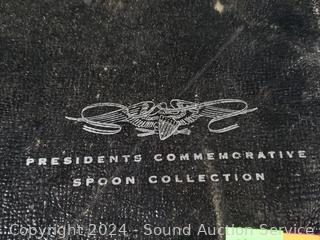 PRESIDENTS COMMEMORATIVE
SPOON COLLECTION
Copyright 2024 - Sound Auction Service